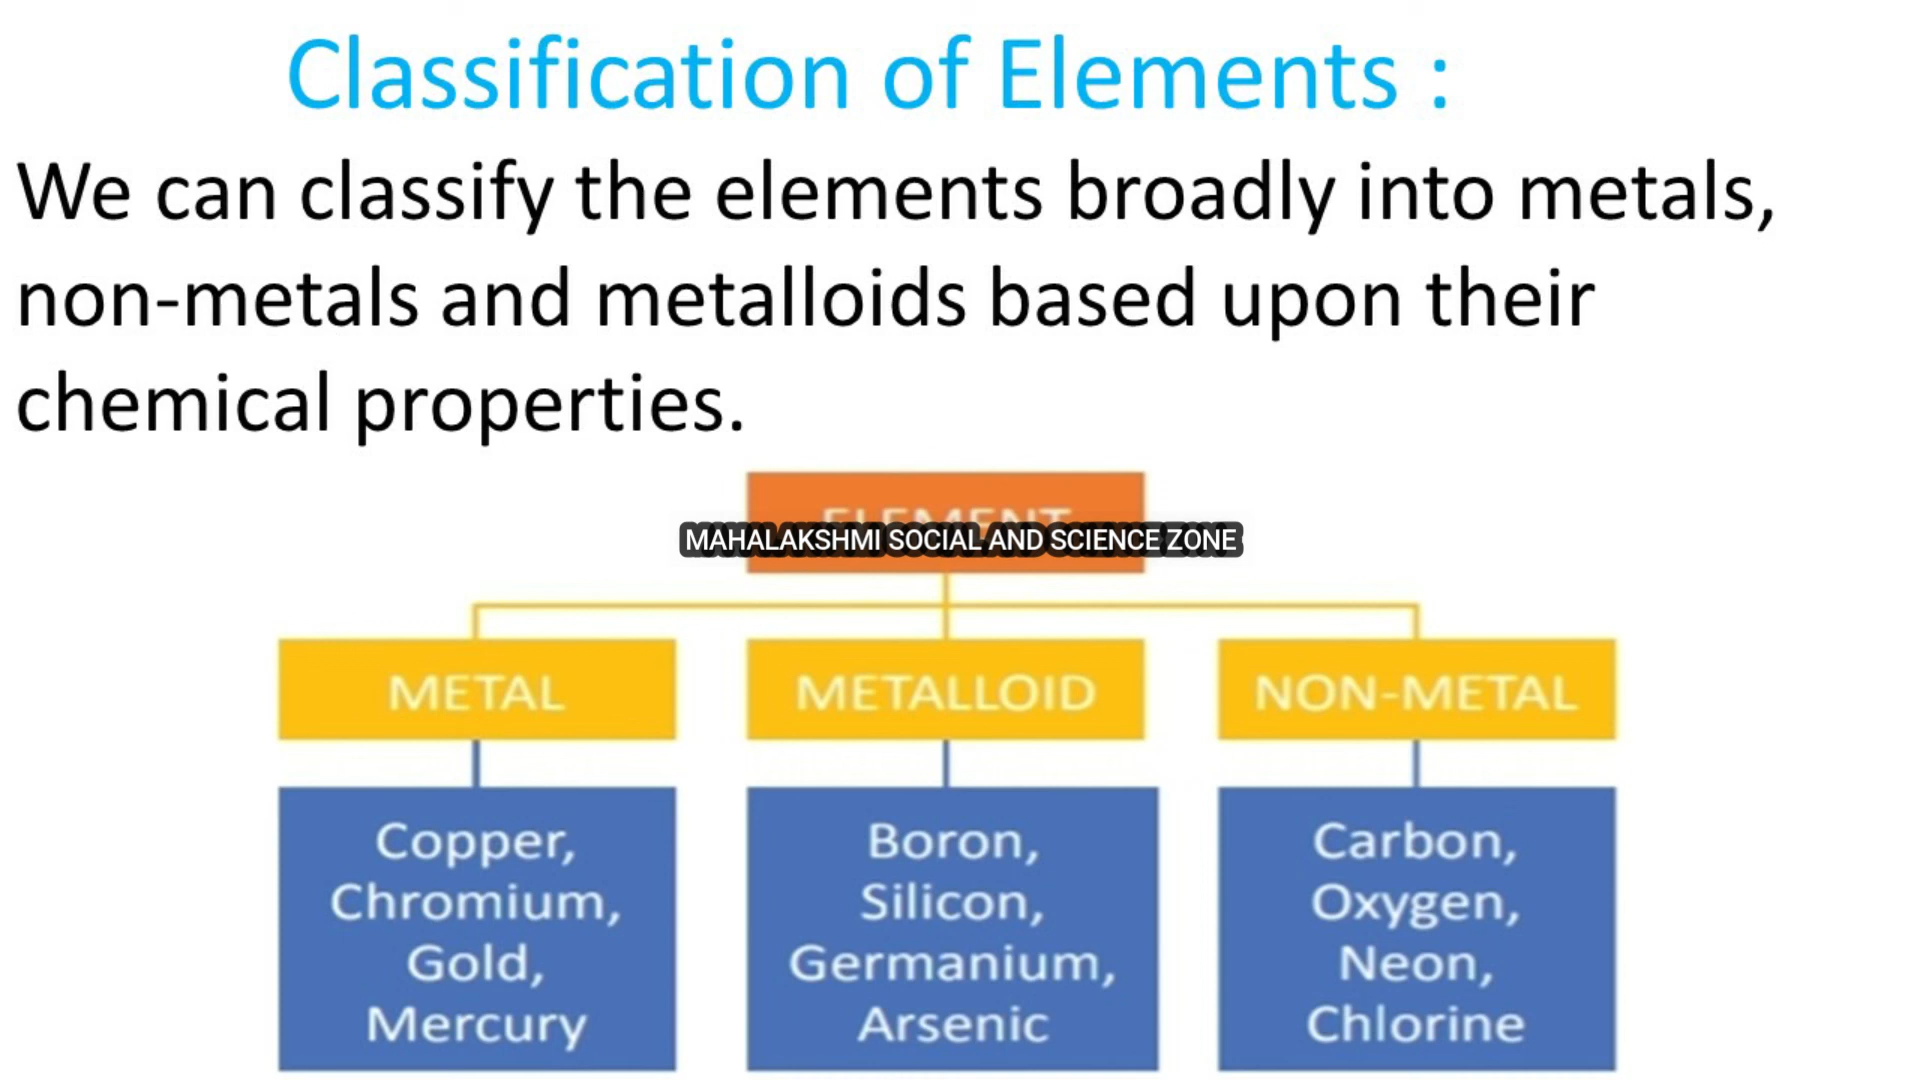 Classification of Elements :
We can classify the elements broadly into metals,
non-metals and metalloids based upon their
chemical properties.
ELEMENT
MAHALAKSHMI SOCIAL AND SCIENCE ZONE
METAL
METALLOID
NON-METAL
Copper,
Chromium,
Gold,
Mercury
Boron,
Silicon,
Germanium,
Arsenic
Carbon,
Oxygen,
Neon,
Chlorine